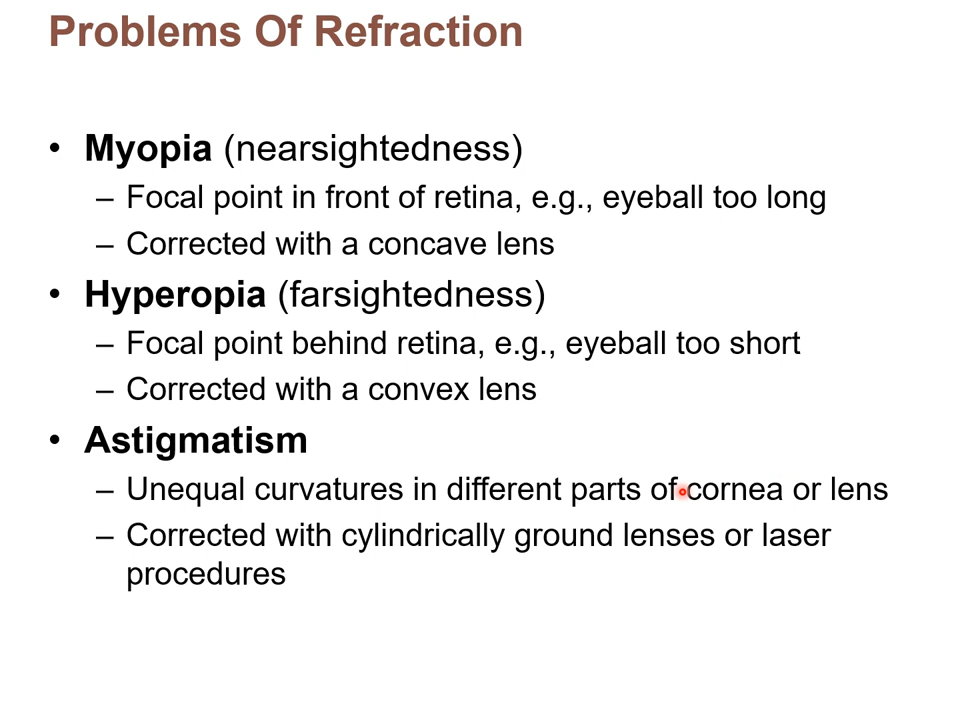 Problems Of Refraction
• Myopia (nearsightedness)
– Focal point in front of retina, e.g., eyeball too long
– Corrected with a concave lens
• Hyperopia (farsightedness)
– Focal point behind retina, e.g., eyeball too short
– Corrected with a convex lens
• Astigmatism
– Unequal curvatures in different parts of cornea or lens
– Corrected with cylindrically ground lenses or laser
procedures